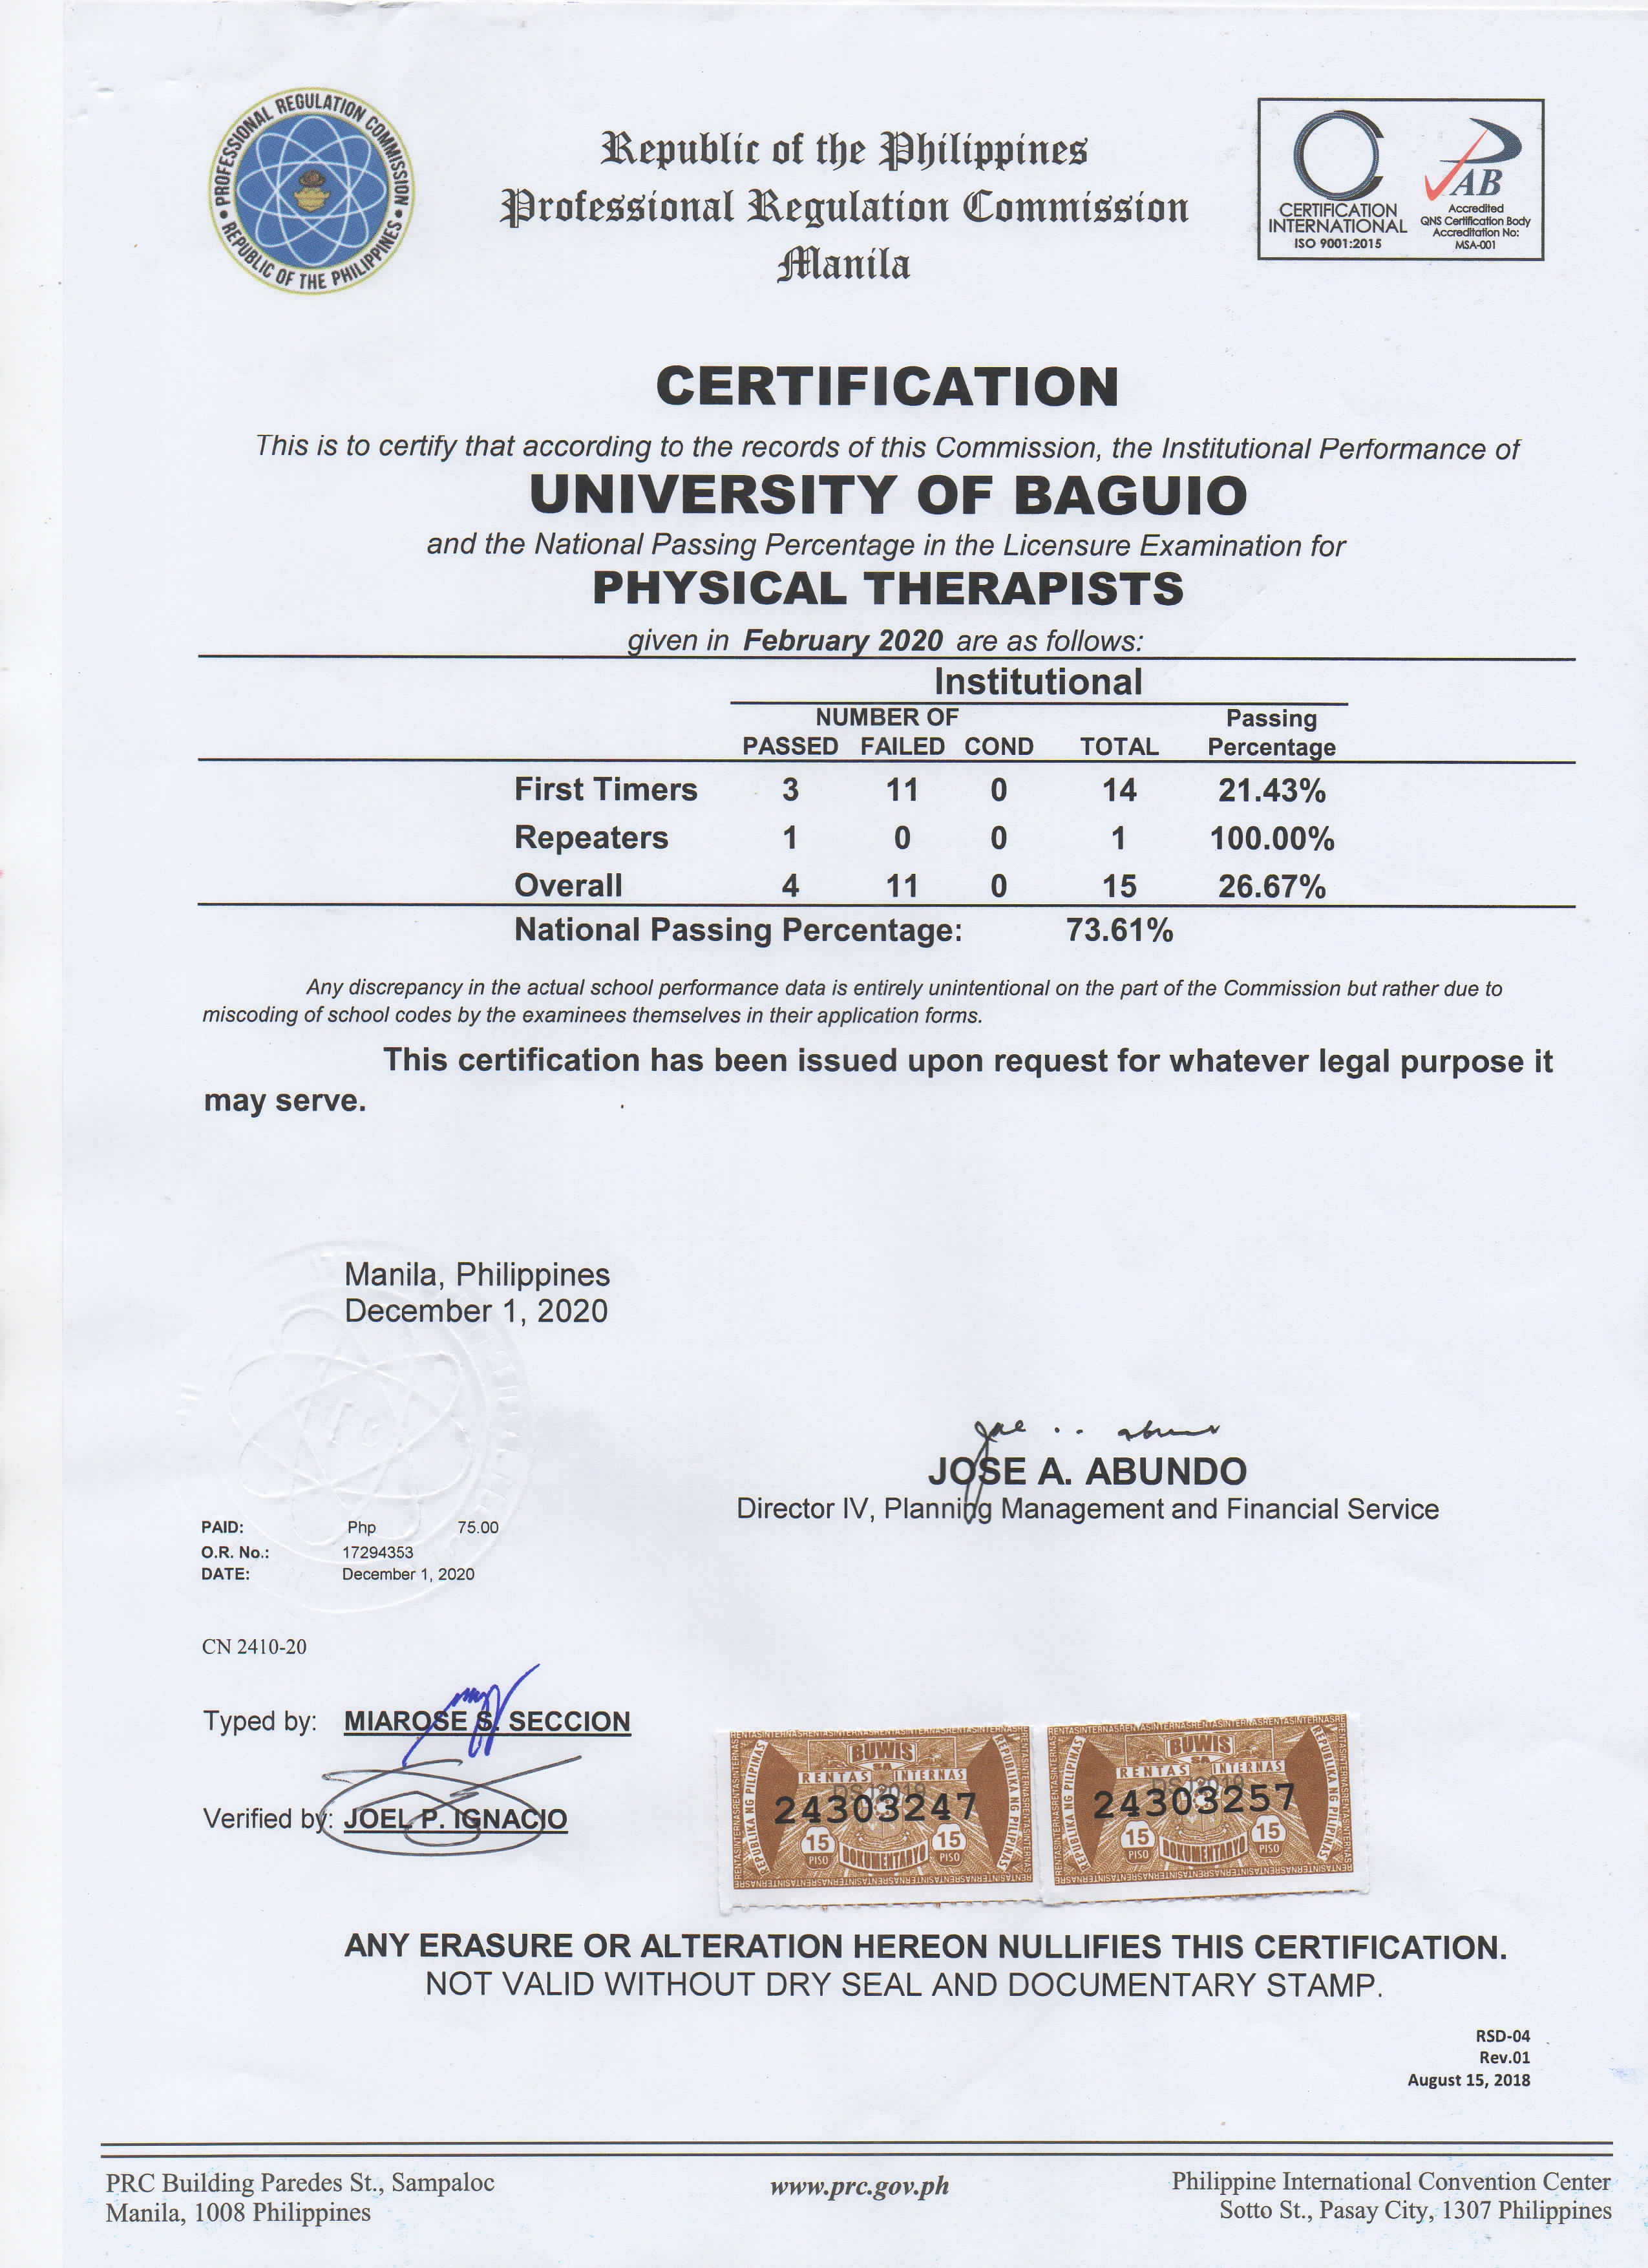 PROFESSIONAL REGULATION COMMISSION
REPUBLIC OF THE PHILIPPINES
Republic of the Philippines
Professional Regulation Commission
Manila
CERTIFICATION
INTERNATIONAL
ISO 9001:2015
PAB
Accredited
QNS Certification Body
Accreditation No:
MSA-001
CERTIFICATION
This is to certify that according to the records of this Commission, the Institutional Performance of
UNIVERSITY OF BAGUIO
and the National Passing Percentage in the Licensure Examination for
PHYSICAL THERAPISTS
given in February 2020 are as follows:
Institutional
NUMBER OF Passing
PASSED FAILED COND TOTAL Percentage
First Timers 3 11 0 14 21.43%
Repeaters 1 0 0 1 100.00%
Overall 4 11 0 15 26.67%
National Passing Percentage: 73.61%
Any discrepancy in the actual school performance data is entirely unintentional on the part of the Commission but rather due to
miscoding of school codes by the examinees themselves in their application forms.
This certification has been issued upon request for whatever legal purpose it
may serve.
Manila, Philippines
December 1, 2020
JOSE A. ABUNDO
Director IV, Planning Management and Financial Service
PAID: Php 75.00
O.R. No.: 17294353
DATE: December 1, 2020
CN 2410-20
Typed by: MIAROSE S. SECCION
Verified by: JOEL P. IGNACIO
REPUBLIKA NG PILIPINAS
BUWIS
SA
RENTAS INTERNAS
24303247
15 PISO
DOKUMENTARYO
15 PISO
REPUBLIKA NG PILIPINAS
REPUBLIKA NG PILIPINAS
BUWIS
SA
RENTAS INTERNAS
24303257
15 PISO
DOKUMENTARYO
15 PISO
REPUBLIKA NG PILIPINAS
ANY ERASURE OR ALTERATION HEREON NULLIFIES THIS CERTIFICATION.
NOT VALID WITHOUT DRY SEAL AND DOCUMENTARY STAMP.
RSD-04
Rev.01
August 15, 2018
PRC Building Paredes St., Sampaloc
Manila, 1008 Philippines
www.prc.gov.ph
Philippine International Convention Center
Sotto St., Pasay City, 1307 Philippines